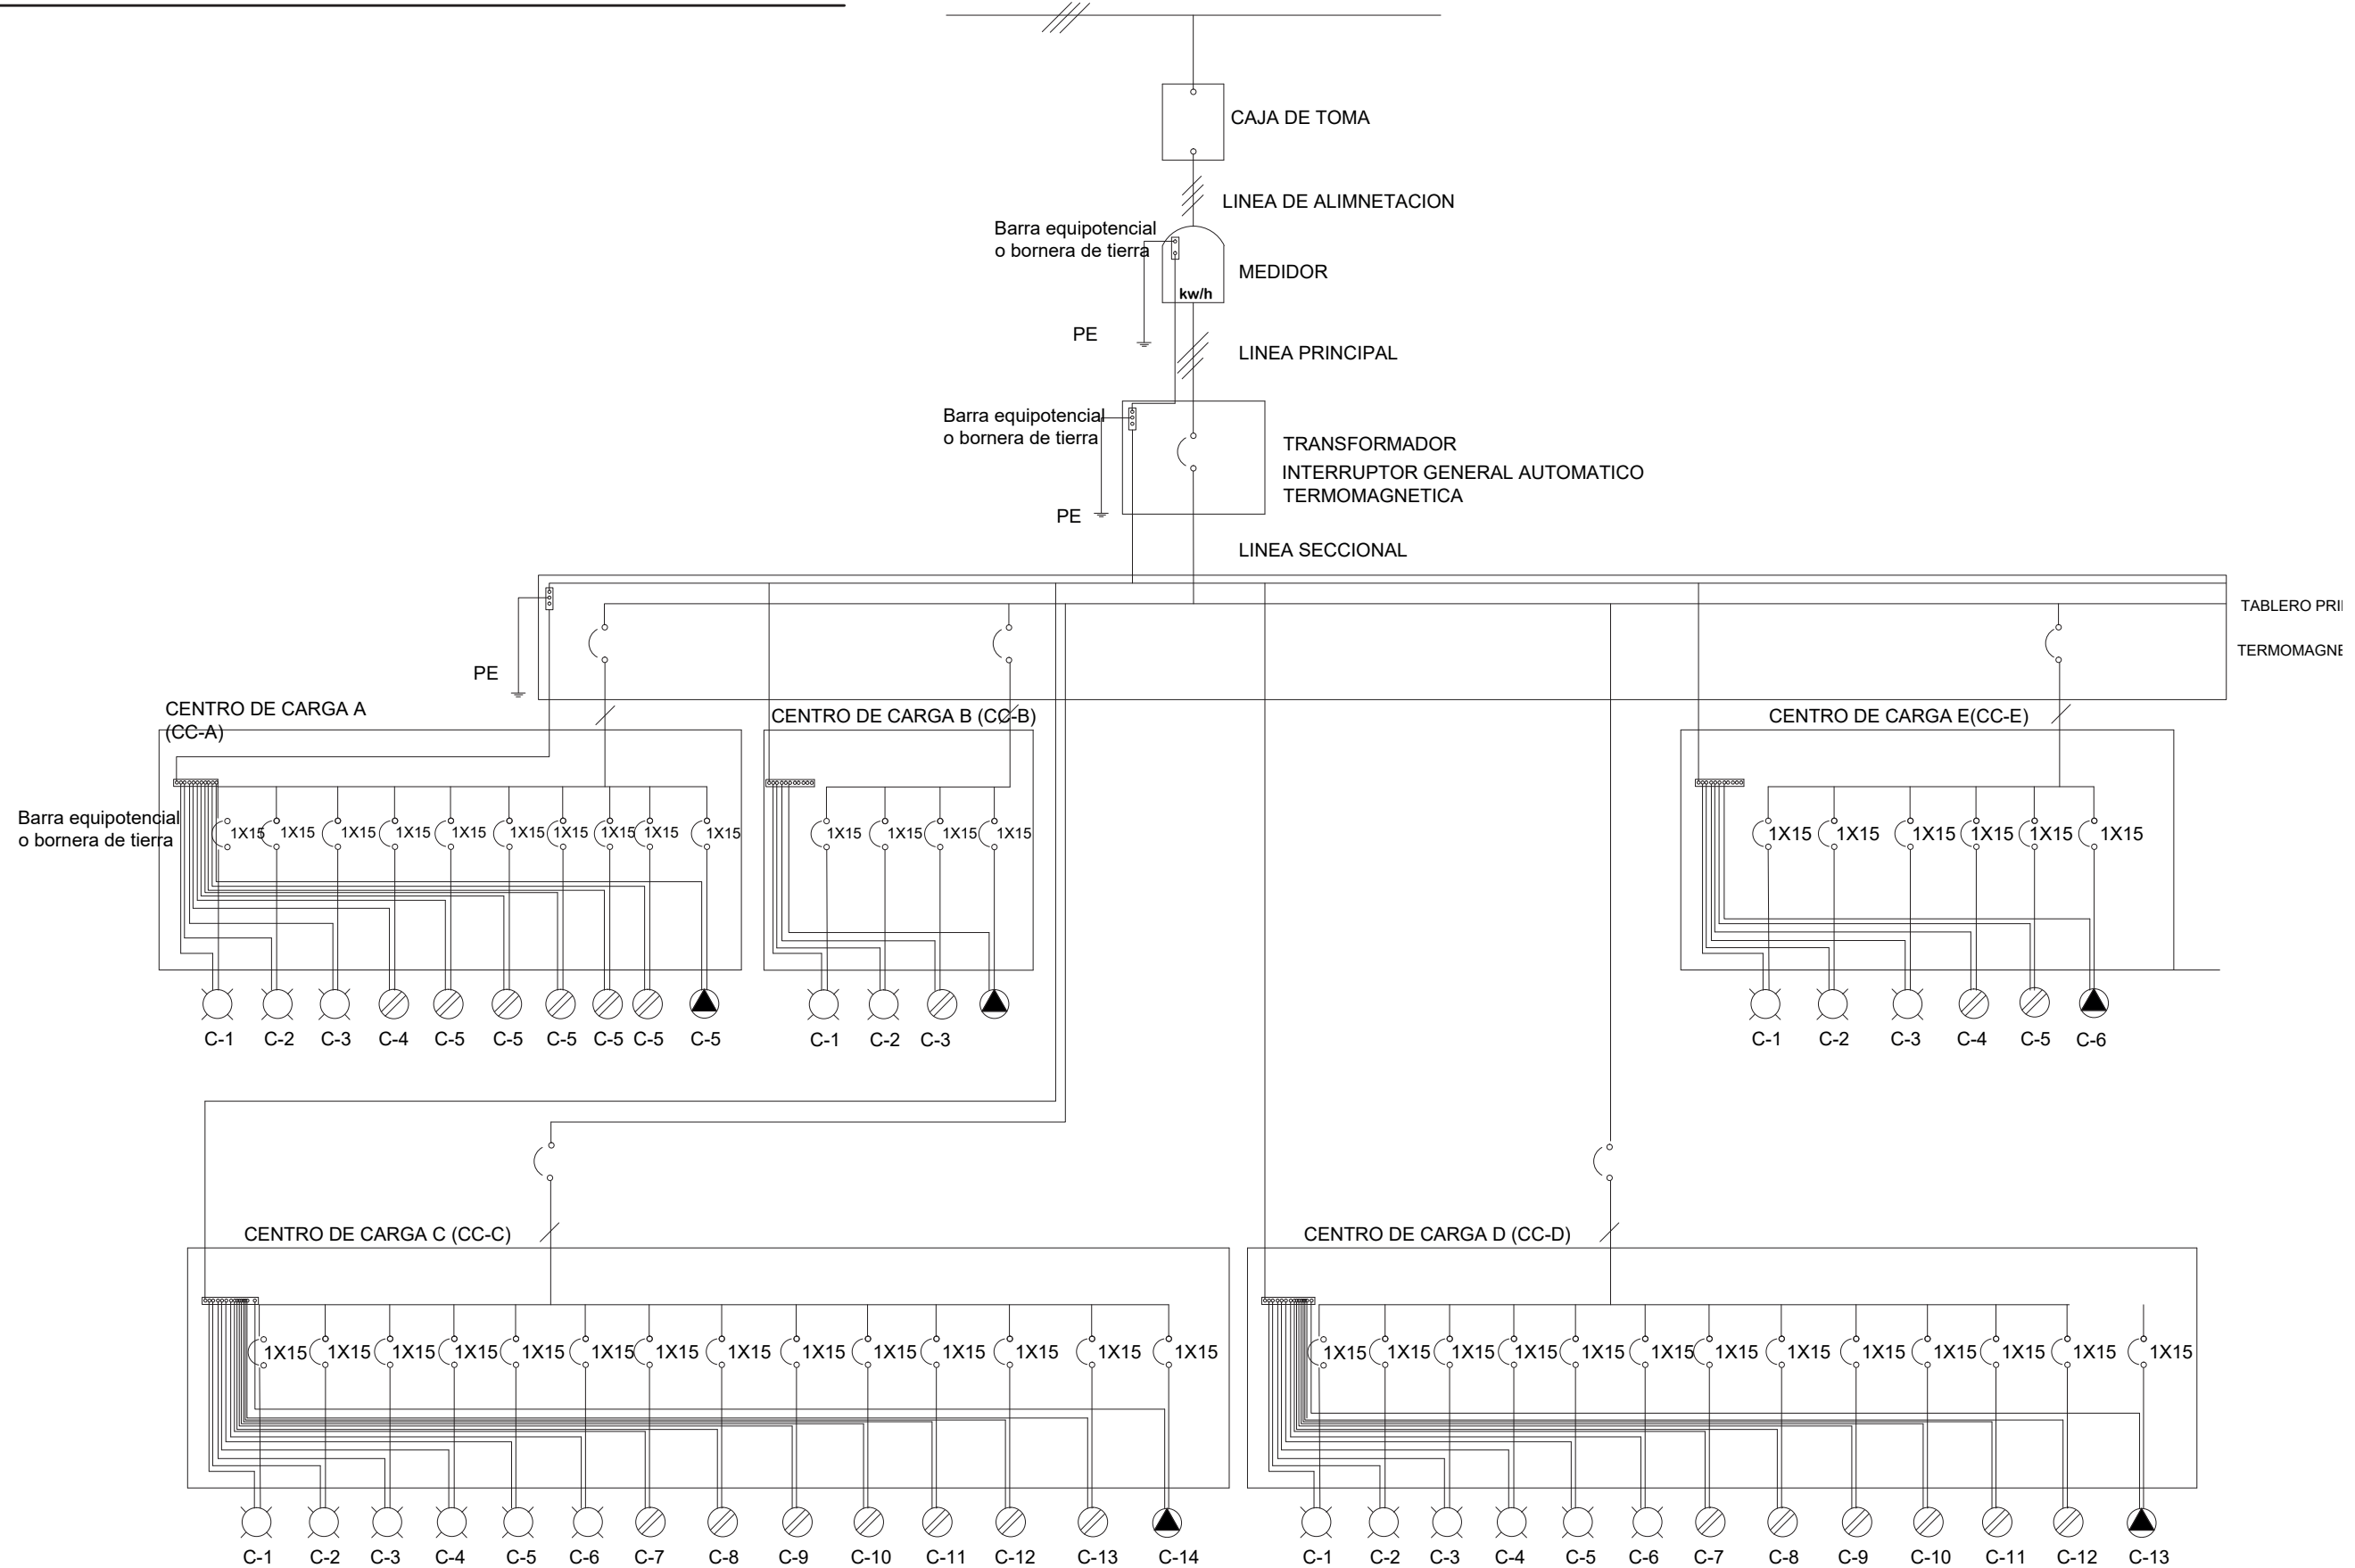 CAJA DE TOMA
LINEA DE ALIMNETACION
Barra equipotencial
o bornera de tierra
MEDIDOR
kw/h
PE
LINEA PRINCIPAL
Barra equipotencial
o bornera de tierra
TRANSFORMADOR
INTERRUPTOR GENERAL AUTOMATICO
TERMOMAGNETICA
PE
LINEA SECCIONAL
TABLERO
TERMOMAGNE
PE
CENTRO DE CARGA A
(CC-A)
CENTRO DE CARGA B (CC-B)
CENTRO DE CARGA E(CC-E)
Barra equipotencial
o bornera de tierra
1X15 1X15 1X15 1X15 1X15 1X15 1X15 1X15 1X15 1X15
1X15 1X15 1X15 1X15
1X15 1X15 1X15 1X15 1X15 1X15
C-1 C-2 C-3 C-4 C-5 C-5 C-5 C-5 C-5 C-5
C-1 C-2 C-3
C-1 C-2 C-3 C-4 C-5 C-6
CENTRO DE CARGA C (CC-C)
CENTRO DE CARGA D (CC-D)
1X15 1X15 1X15 1X15 1X15 1X15 1X15 1X15 1X15 1X15 1X15 1X15 1X15 1X15
1X15 1X15 1X15 1X15 1X15 1X15 1X15 1X15 1X15 1X15 1X15 1X15 1X15
C-1 C-2 C-3 C-4 C-5 C-6 C-7 C-8 C-9 C-10 C-11 C-12 C-13 C-14
C-1 C-2 C-3 C-4 C-5 C-6 C-7 C-8 C-9 C-10 C-11 C-12 C-13